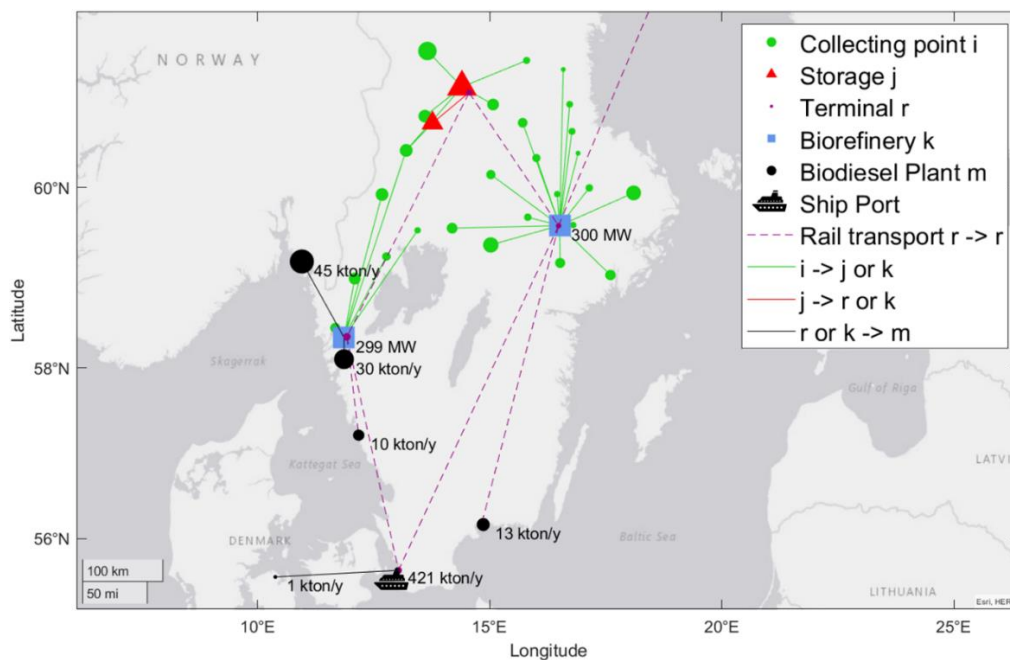 NORWAY
Collecting point i
Storage j
Terminal r
Biorefinery k
Biodiesel Plant m
Ship Port
Rail transport r -> r
i -> j or k
j -> r or k
r or k -> m
60°N
58°N
56°N
Latitude
300 MW
45 kton/y
299 MW
30 kton/y
Skagerrak
Gulf of Riga
10 kton/y
Kattegat Sea
LATVI
13 kton/y
Baltic Sea
DENMARK
421 kton/y
1 kton/y
100 km
50 mi
LITHUANIA
Esri, HER
10°E
15°E
20°E
25°E
Longitude